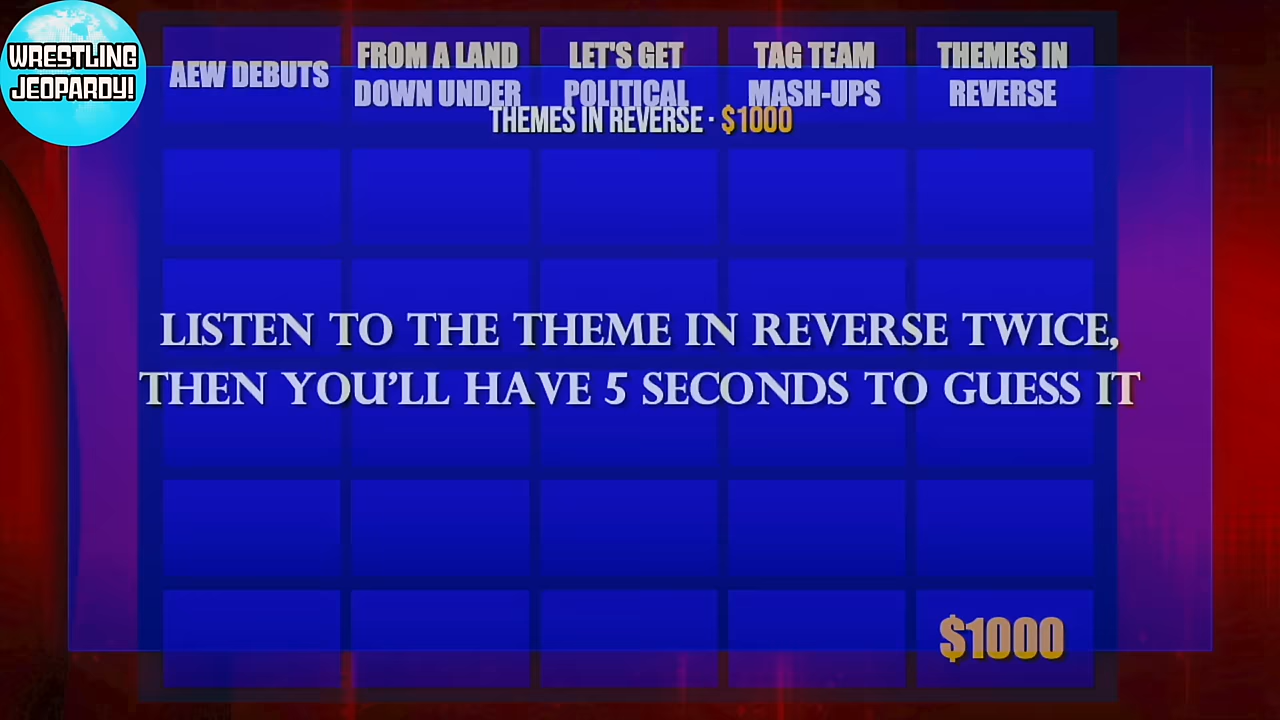 WRESTLING
JEOPARDY!
AEW DEBUTS
FROM A LAND
DOWN UNDER
LET'S GET
POLITICAL
TAG TEAM
MASH-UPS
THEMES IN
REVERSE
THEMES IN REVERSE · $1000
LISTEN TO THE THEME IN REVERSE TWICE,
THEN YOU'LL HAVE 5 SECONDS TO GUESS IT
$1000